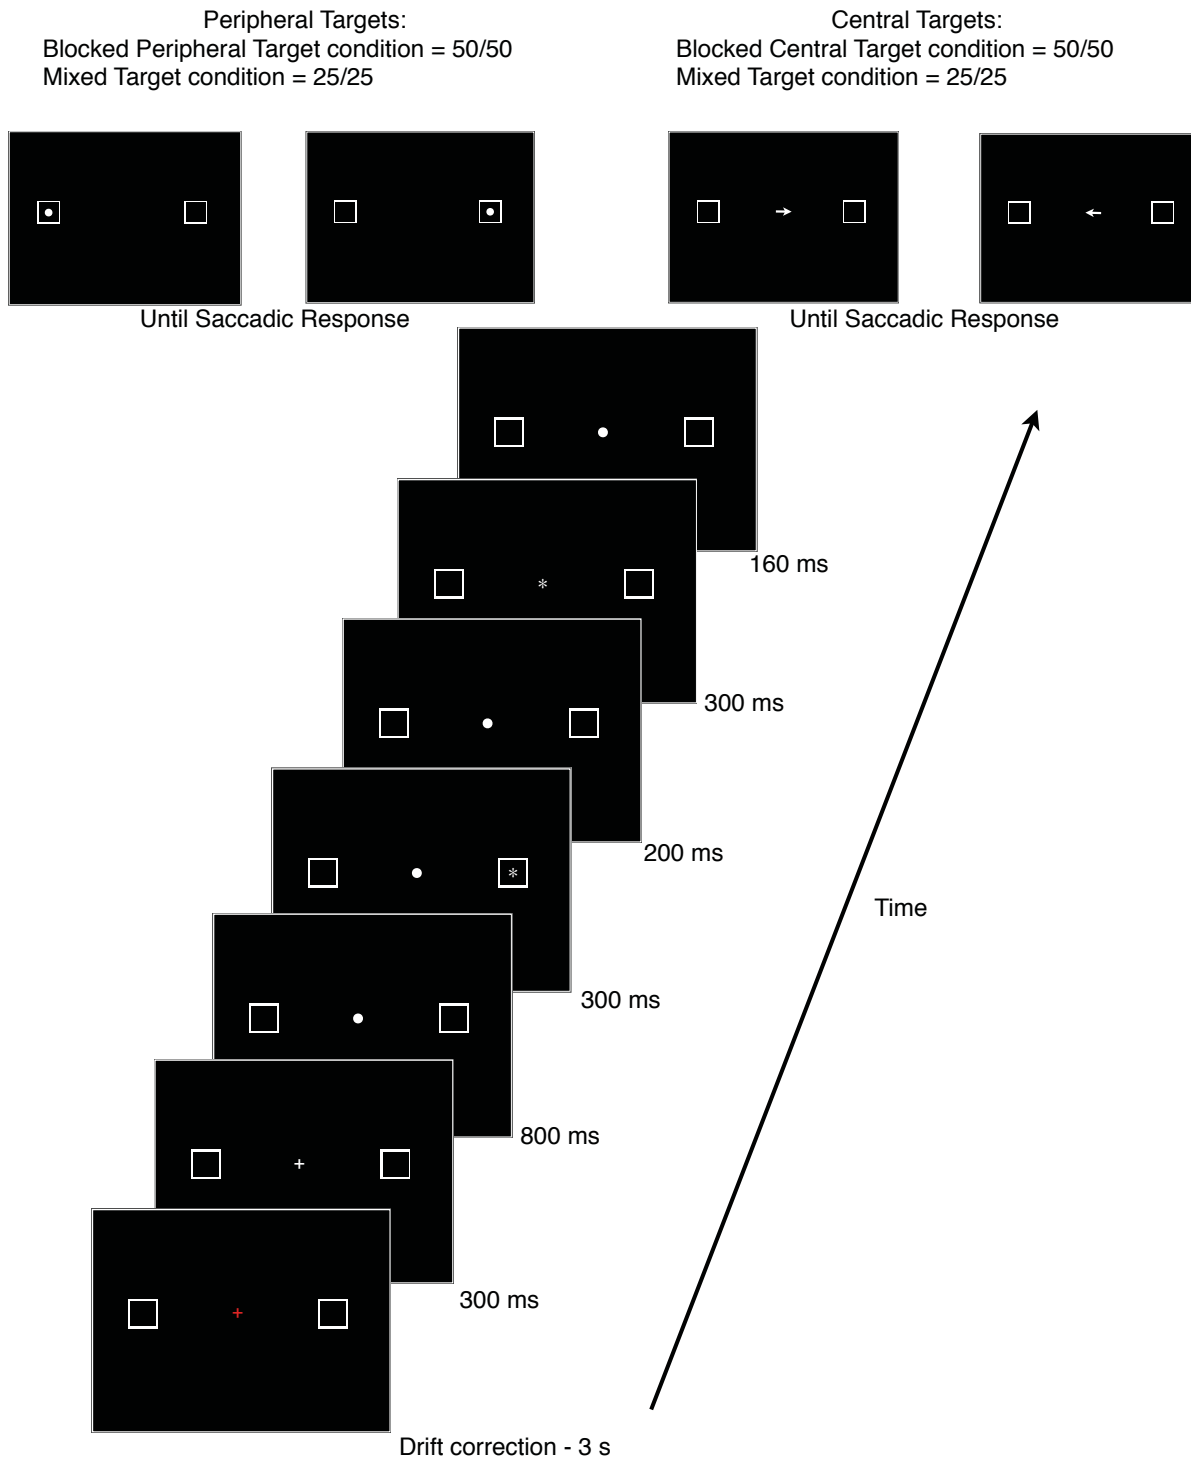 Peripheral Targets:
Blocked Peripheral Target condition = 50/50
Mixed Target condition = 25/25
Central Targets:
Blocked Central Target condition = 50/50
Mixed Target condition = 25/25
Until Saccadic Response
Until Saccadic Response
160 ms
300 ms
200 ms
Time
300 ms
800 ms
300 ms
Drift correction - 3 s